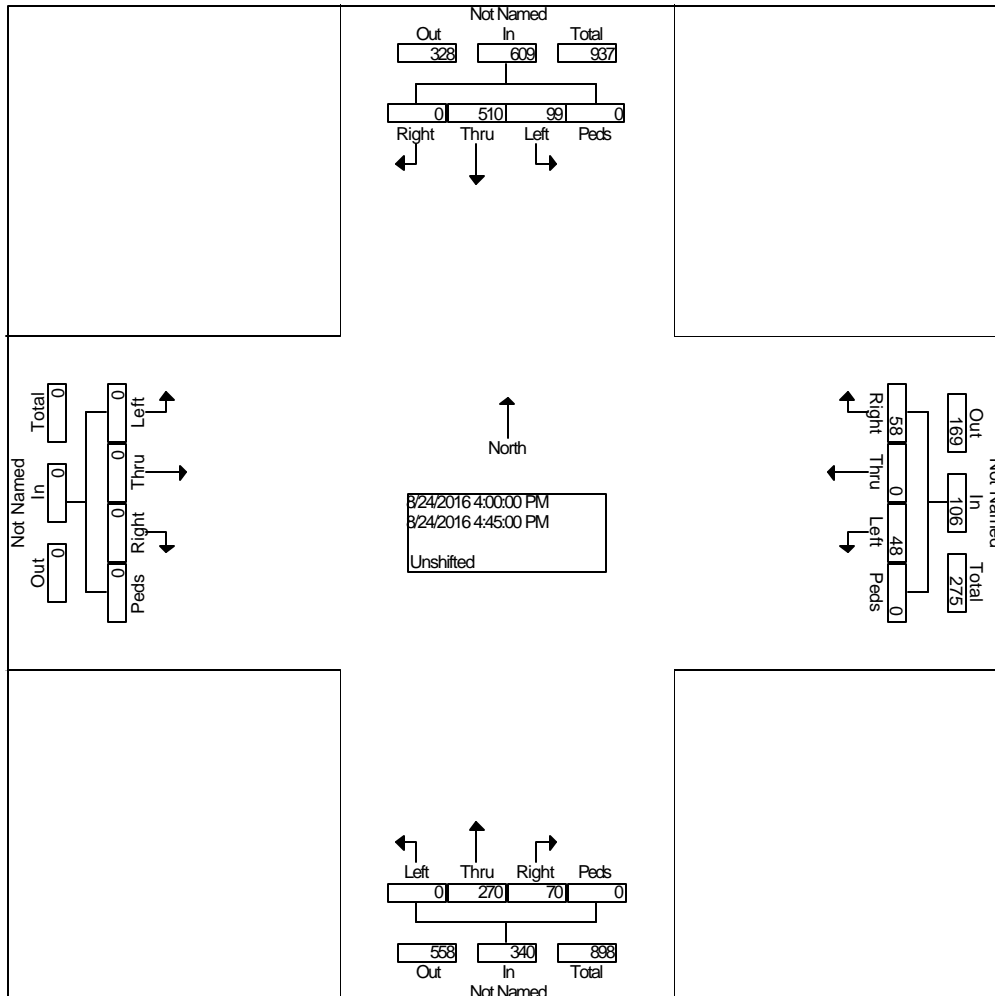 Not Named
Out In Total
328 609 937
0 510 99 0
Right Thru Left Peds
Total 0
In 0
Out 0
Not Named
Left 0
Thru 0
Right 0
Peds 0
North
8/24/2016 4:00:00 PM
8/24/2016 4:45:00 PM
Unshifted
Right 58
Thru 0
Left 48
Peds 0
Out 169
In 106
Total 275
Not Named
Left Thru Right Peds
0 270 70 0
558 340 898
Out In Total
Not Named